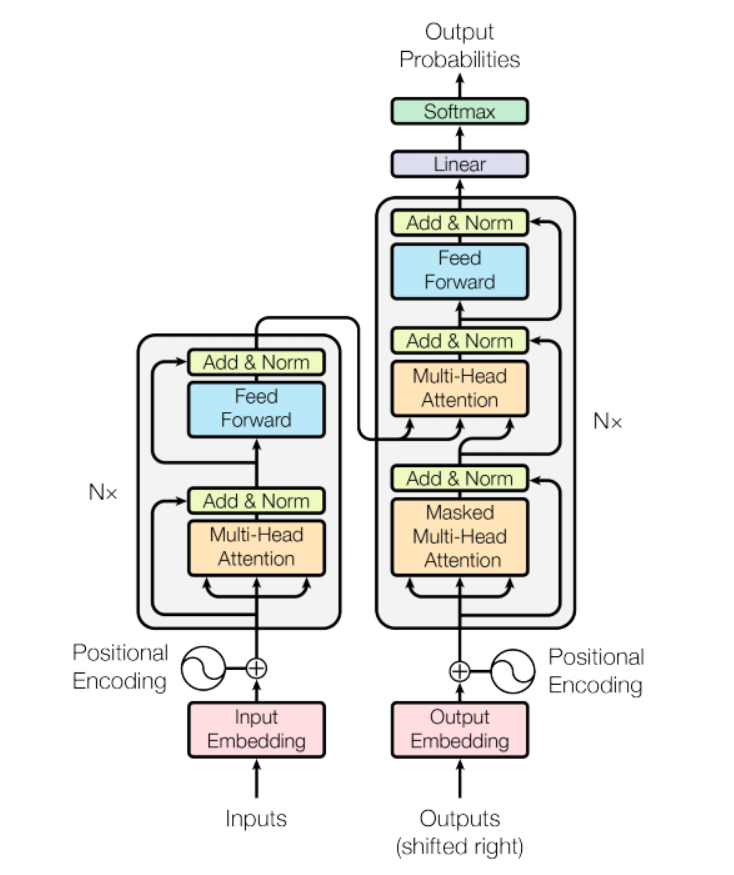 Output
Probabilities
Softmax
Linear
Add & Norm
Feed
Forward
Add & Norm
Multi-Head
Attention
Nx
Add & Norm
Masked
Multi-Head
Attention
Add & Norm
Feed
Forward
Nx
Add & Norm
Multi-Head
Attention
Positional
Encoding
Positional
Encoding
Input
Embedding
Output
Embedding
Inputs
Outputs
(shifted right)